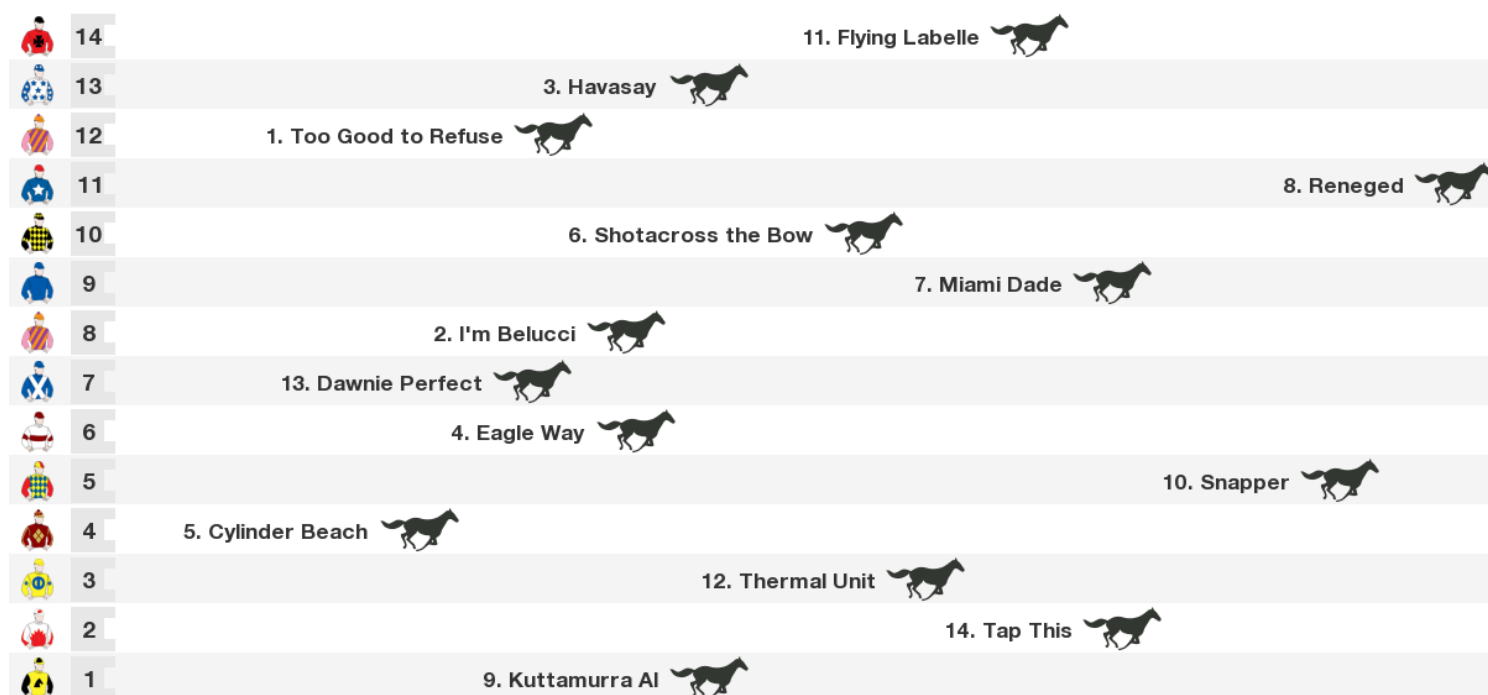 14 11. Flying Labelle
13 3. Havasay
12 1. Too Good to Refuse
11 8. Reneged
10 6. Shotacross the Bow
9 7. Miami Dade
8 2. I'm Belucci
7 13. Dawnie Perfect
6 4. Eagle Way
5 10. Snapper
4 5. Cylinder Beach
3 12. Thermal Unit
2 14. Tap This
1 9. Kuttamurra Al